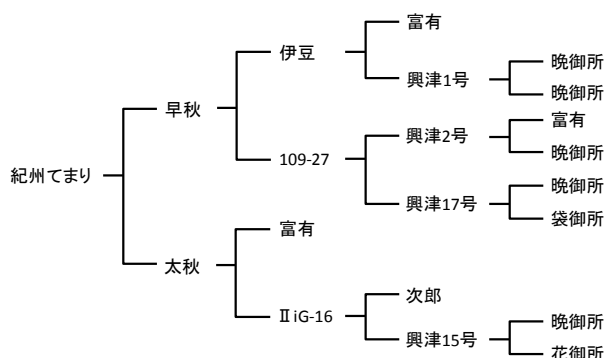 富有
伊豆
晩御所
興津1号
晩御所
早秋
富有
興津2号
晩御所
109-27
紀州てまり
晩御所
興津17号
袋御所
富有
太秋
次郎
ⅡiG-16
晩御所
興津15号
花御所